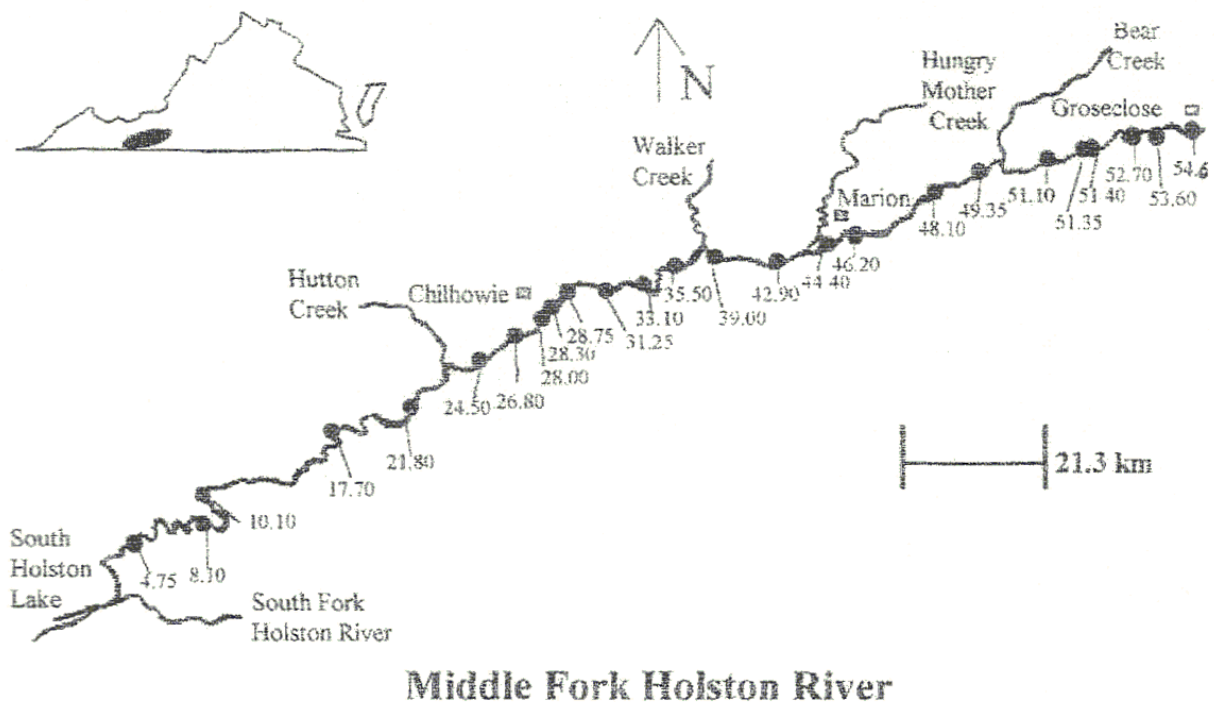 Bear
Creek
Hungry
Mother
Creek
Groseclose
N
Walker
Creek
Marion
54.6
52.70
53.60
51.10
51.40
51.35
49.35
48.10
46.20
44.40
42.90
39.00
35.50
33.10
31.25
Hutton
Creek
Chilhowie
28.75
28.30
28.00
26.80
24.50
21.80
17.70
21.3 km
10.10
South
Holston
Lake
4.75
8.10
South Fork
Holston River
Middle Fork Holston River